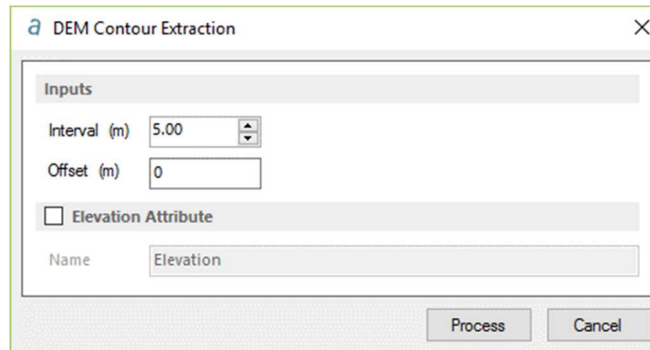 a DEM Contour Extraction
Inputs
Interval (m) 5.00
Offset (m) 0
Elevation Attribute
Name Elevation
Process Cancel